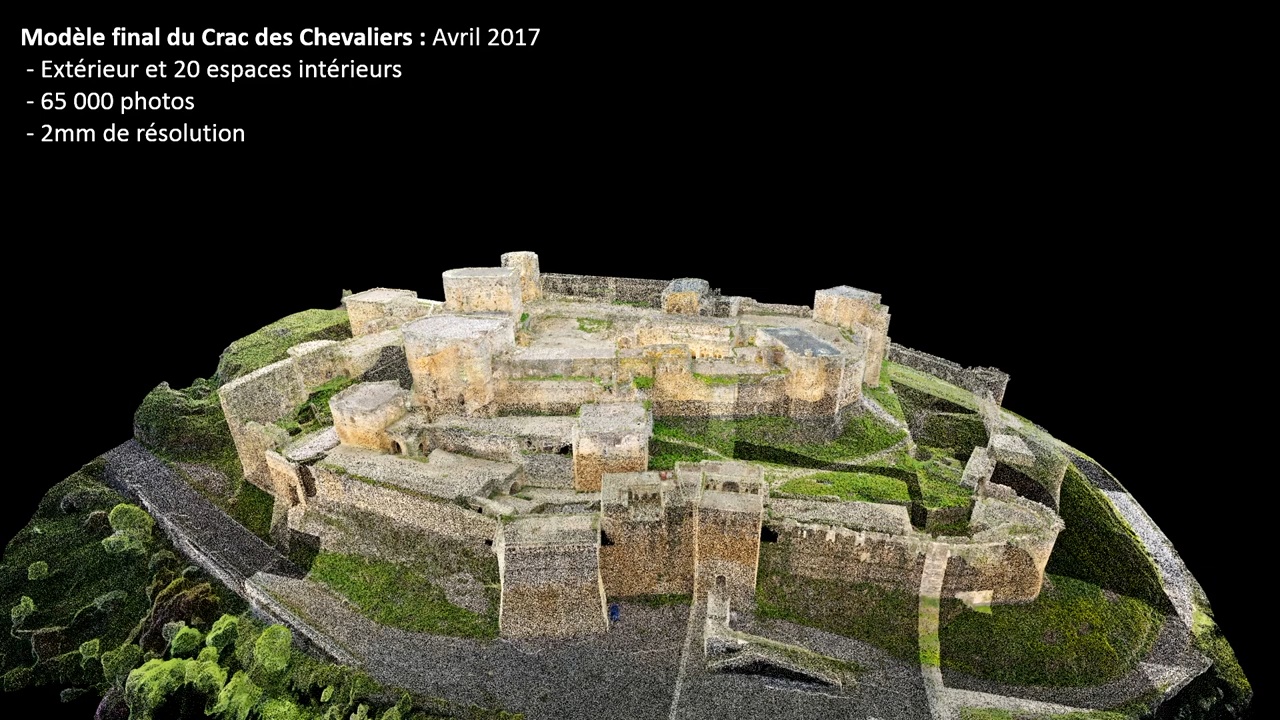 Modèle final du Crac des Chevaliers : Avril 2017
- Extérieur et 20 espaces intérieurs
- 65 000 photos
- 2mm de résolution